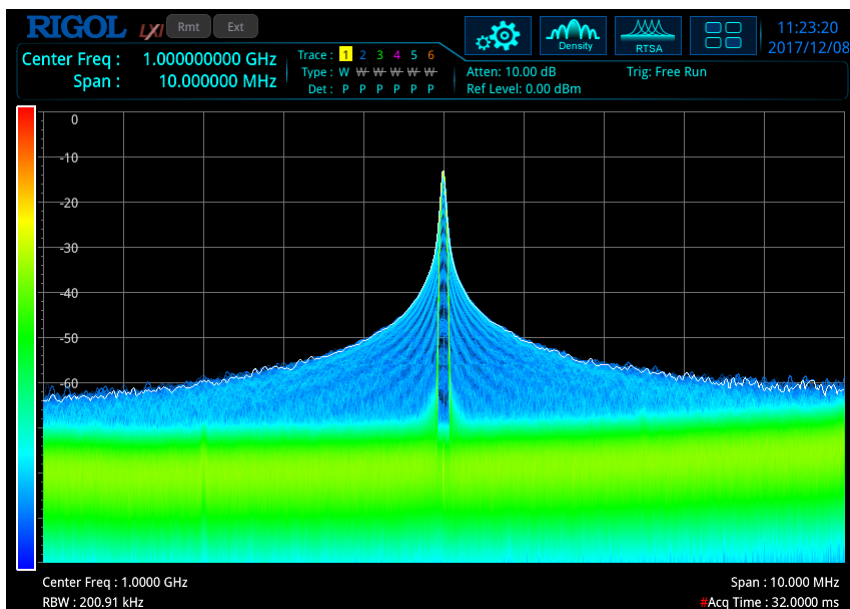 RIGOL LXI Rmt Ext
11:23:20
2017/12/08
Density
RTSA
Center Freq : 1.000000000 GHz
Span : 10.000000 MHz
Trace : 1 2 3 4 5 6
Type : W W W W W W
Det : P P P P P P
Atten: 10.00 dB
Trig: Free Run
Ref Level: 0.00 dBm
0
-10
-20
-30
-40
-50
-60
Center Freq : 1.0000 GHz
Span : 10.000 MHz
RBW : 200.91 kHz
#Acq Time : 32.0000 ms